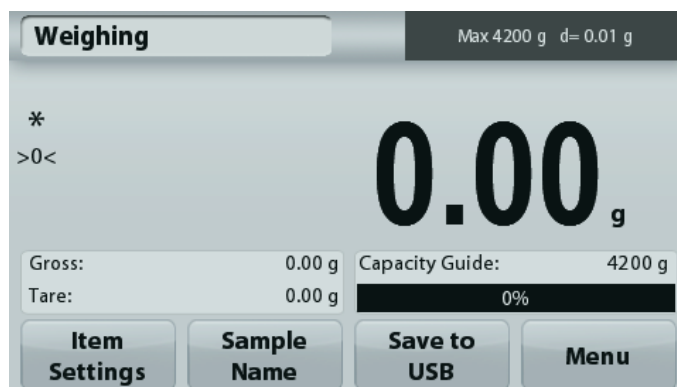 Weighing
Max 4200 g d= 0.01 g
*
>0<
0.00 g
Gross: 0.00 g
Tare: 0.00 g
Capacity Guide: 4200 g
0%
Item
Settings
Sample
Name
Save to
USB
Menu